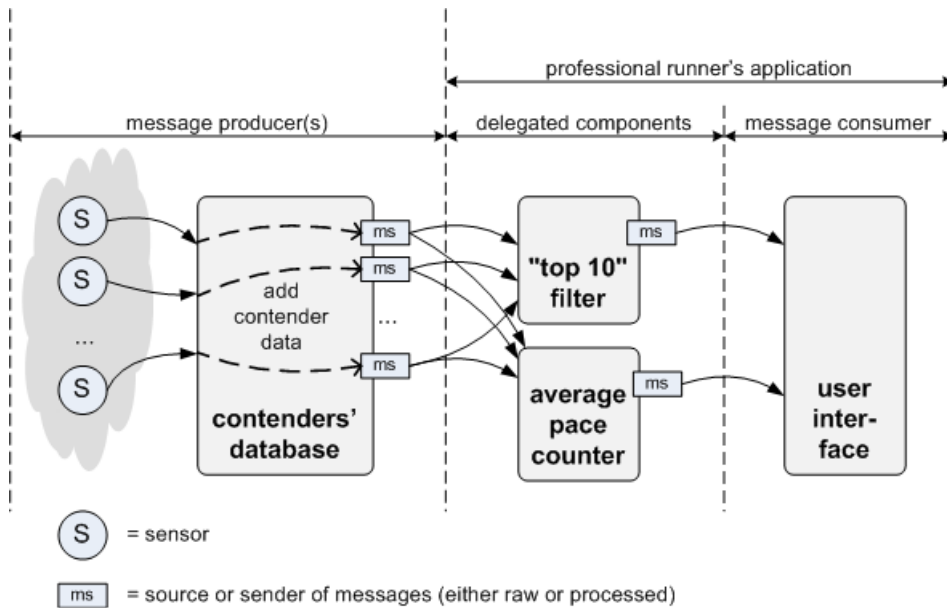 professional runner's application
message producer(s)
delegated components
message consumer
S
S
...
S
add
contender
data
contenders’
database
ms
ms
...
ms
"top 10"
filter
ms
average
pace
counter
ms
user
inter-
face
S = sensor
ms = source or sender of messages (either raw or processed)